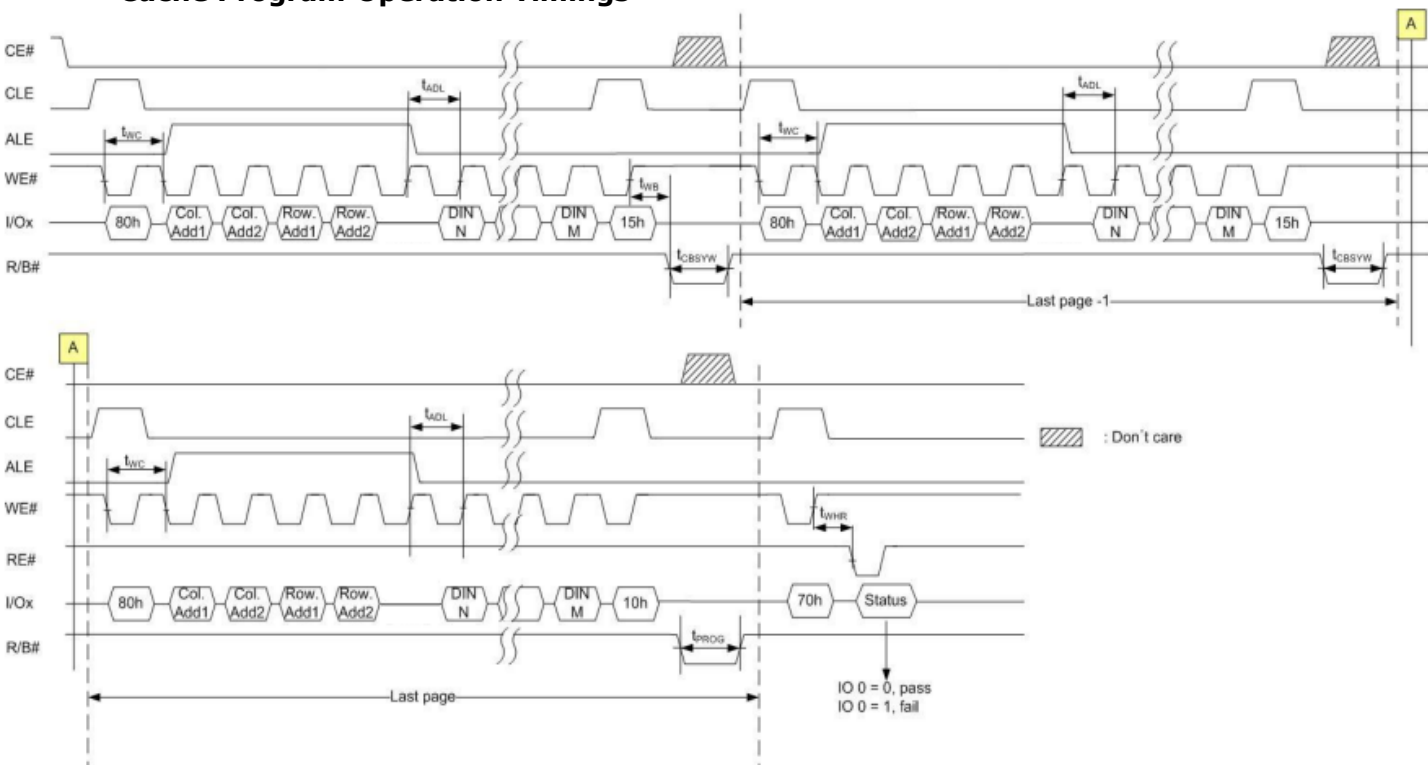 Cache Program Operation Timings
A
CE#
CLE
tADL tADL
ALE
tWC tWC
WE#
tWB
I/Ox 80h Col. Add1 Col. Add2 Row. Add1 Row. Add2 DIN N DIN M 15h 80h Col. Add1 Col. Add2 Row. Add1 Row. Add2 DIN N DIN M 15h
R/B# tCBSYW tCBSYW
Last page -1
A
CE#
CLE tADL : Don't care
ALE tWC
WE# tWHR
RE#
I/Ox 80h Col. Add1 Col. Add2 Row. Add1 Row. Add2 DIN N DIN M 10h 70h Status
R/B# tPROG
Last page
IO 0 = 0, pass
IO 0 = 1, fail